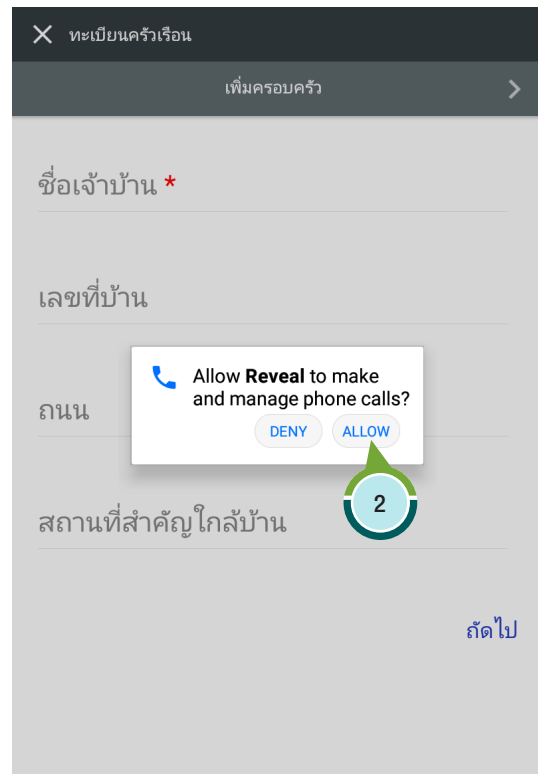 ทะเบียนครัวเรือน
เพิ่มครอบครัว
ชื่อเจ้าบ้าน *
เลขที่บ้าน
Allow Reveal to make
and manage phone calls?
ถนน
DENY ALLOW
2
สถานที่สำคัญใกล้บ้าน
ถัดไป